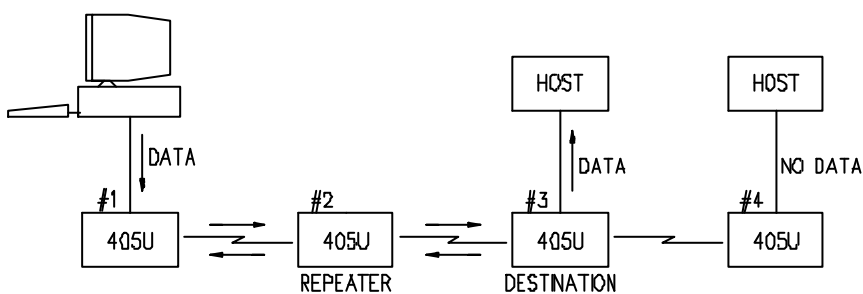 HOST
HOST
DATA
DATA
NO DATA
#1
#2
#3
#4
405U
405U
405U
405U
REPEATER
DESTINATION